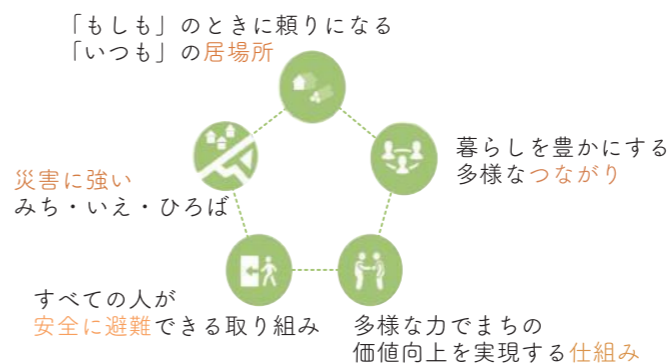 「もしも」のときに頼りになる
「いつも」の居場所
暮らしを豊かにする
多様なつながり
災害に強い
みち・いえ・ひろば
すべての人が
安全に避難できる取り組み
多様な力でまちの
価値向上を実現する仕組み